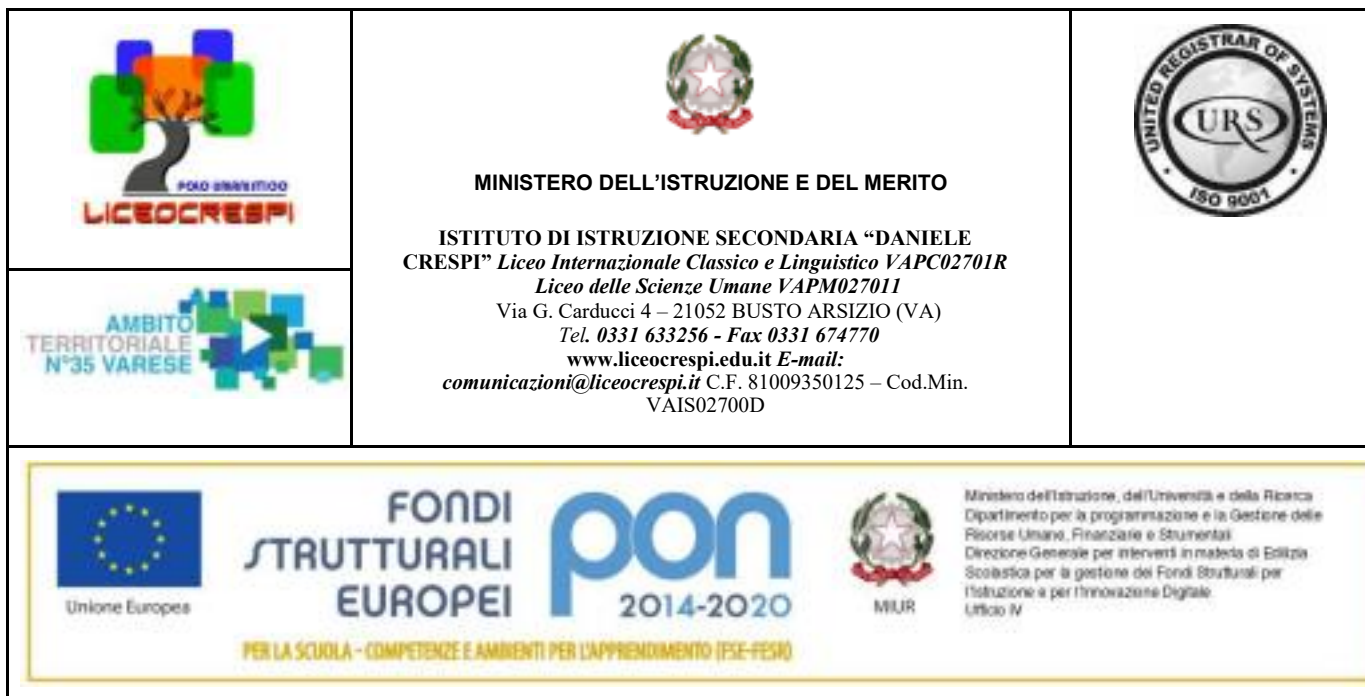 POLO UMANISTICO
LICEOCRESPI
AMBITO
TERRITORIALE
N°35 VARESE
MINISTERO DELL’ISTRUZIONE E DEL MERITO
ISTITUTO DI ISTRUZIONE SECONDARIA “DANIELE
CRESPI” Liceo Internazionale Classico e Linguistico VAPC02701R
Liceo delle Scienze Umane VAPM027011
Via G. Carducci 4 – 21052 BUSTO ARSIZIO (VA)
Tel. 0331 633256 - Fax 0331 674770
www.liceocrespi.edu.it E-mail:
comunicazioni@liceocrespi.it C.F. 81009350125 – Cod.Min.
VAIS02700D
UNITED REGISTRAR OF SYSTEMS
URS
ISO 9001
Unione Europea
FONDI
STRUTTURALI
EUROPEI
pon
2014-2020
PER LA SCUOLA - COMPETENZE E AMBIENTI PER L'APPRENDIMENTO (FSE-FESR)
MIUR
Ministero dell'Istruzione, dell'Università e della Ricerca
Dipartimento per la programmazione e la Gestione delle
Risorse Umane, Finanziarie e Strumentali
Direzione Generale per interventi in materia di Edilizia
Scolastica per la gestione dei Fondi Strutturali per
l'Istruzione e per l'Innovazione Digitale
Ufficio IV